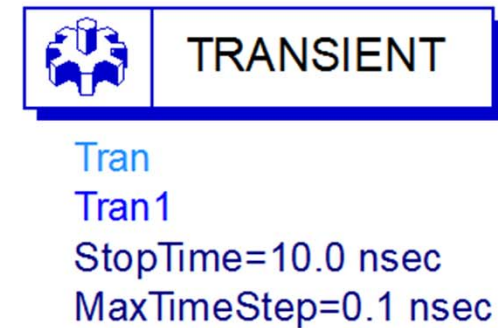 TRANSIENT
Tran
Tran1
StopTime=10.0 nsec
MaxTimeStep=0.1 nsec